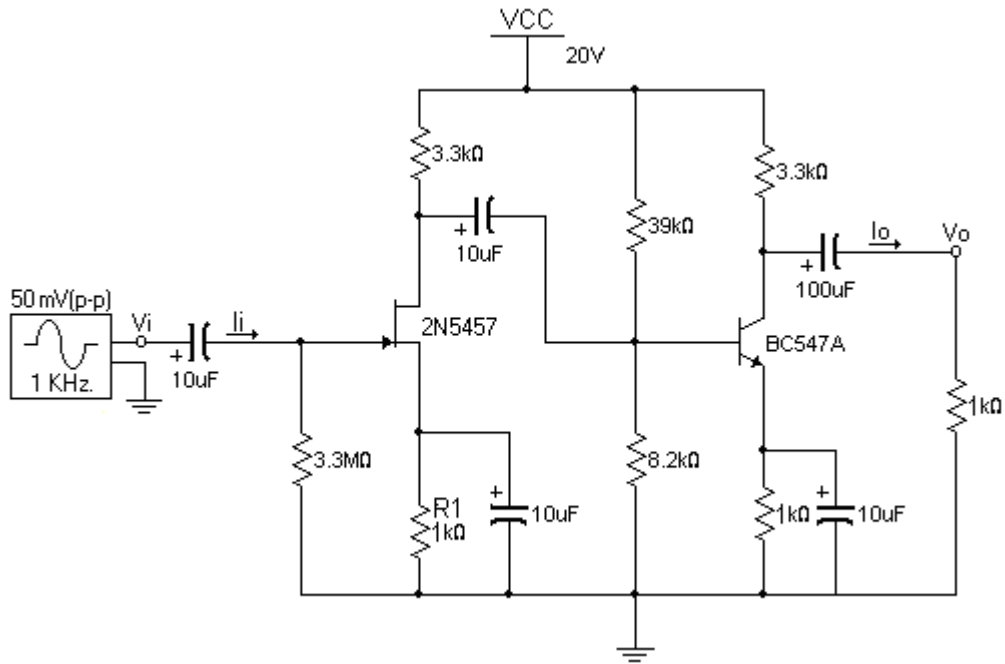 VCC
20V
3.3kΩ
3.3kΩ
39kΩ
+
10uF
Io
Vo
+
100uF
50 mV(p-p)
Vi
Ii
2N5457
BC547A
1 KHz.
+
10uF
1kΩ
3.3MΩ
8.2kΩ
R1
1kΩ
+
10uF
1kΩ
+
10uF